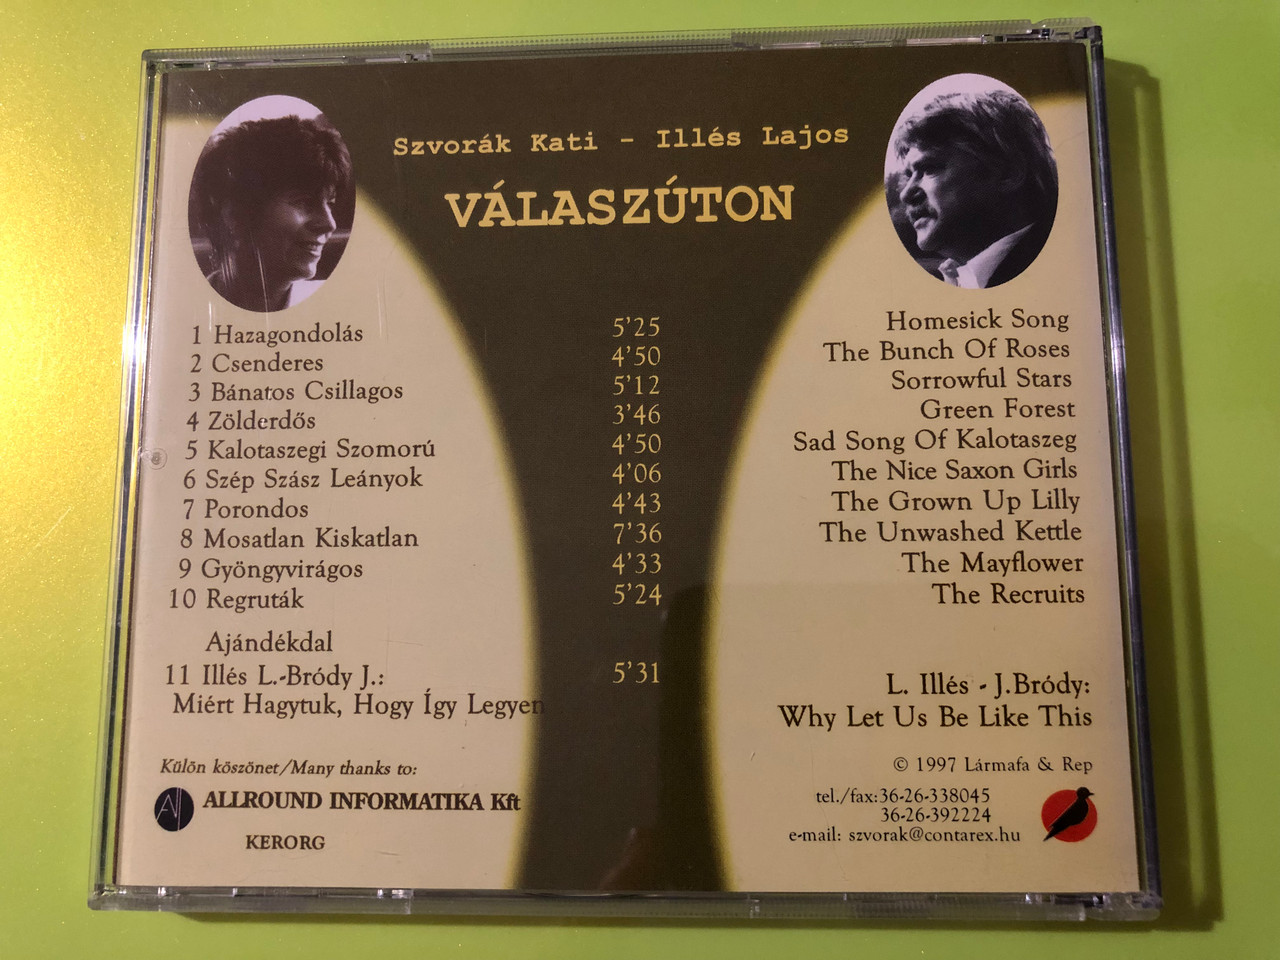 Szvorák Kati - Illés Lajos
VÁLASZÚTON
1 Hazagondolás 5'25 Homesick Song
2 Csenderes 4'50 The Bunch Of Roses
3 Bánatos Csillagos 5'12 Sorrowful Stars
4 Zölderdős 3'46 Green Forest
5 Kalotaszegi Szomorú 4'50 Sad Song Of Kalotaszeg
6 Szép Szász Leányok 4'06 The Nice Saxon Girls
7 Porondos 4'43 The Grown Up Lilly
8 Mosatlan Kiskatlan 7'36 The Unwashed Kettle
9 Gyöngyvirágos 4'33 The Mayflower
10 Regruták 5'24 The Recruits
Ajándékdal
11 Illés L.-Bródy J.: 5'31 L. Illés - J.Bródy:
Miért Hagytuk, Hogy Így Legyen Why Let Us Be Like This
Külön köszönet/Many thanks to:
ALLROUND INFORMATIKA Kft
KERORG
© 1997 Lármafa & Rep
tel./fax:36-26-338045
36-26-392224
e-mail: szvorak@contarex.hu